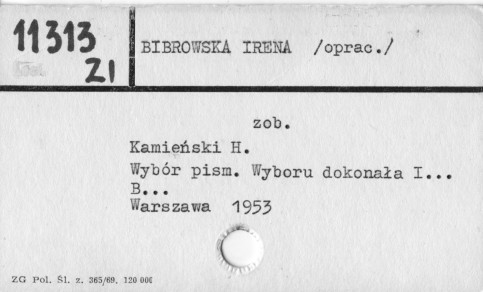 11313
ZI
BIBROWSKA IRENA /oprac./
zob.
Kamieński H.
Wybór pism. Wyboru dokonała I...
B...
Warszawa 1953
ZG Pol. Śl. z. 365/69. 120 000